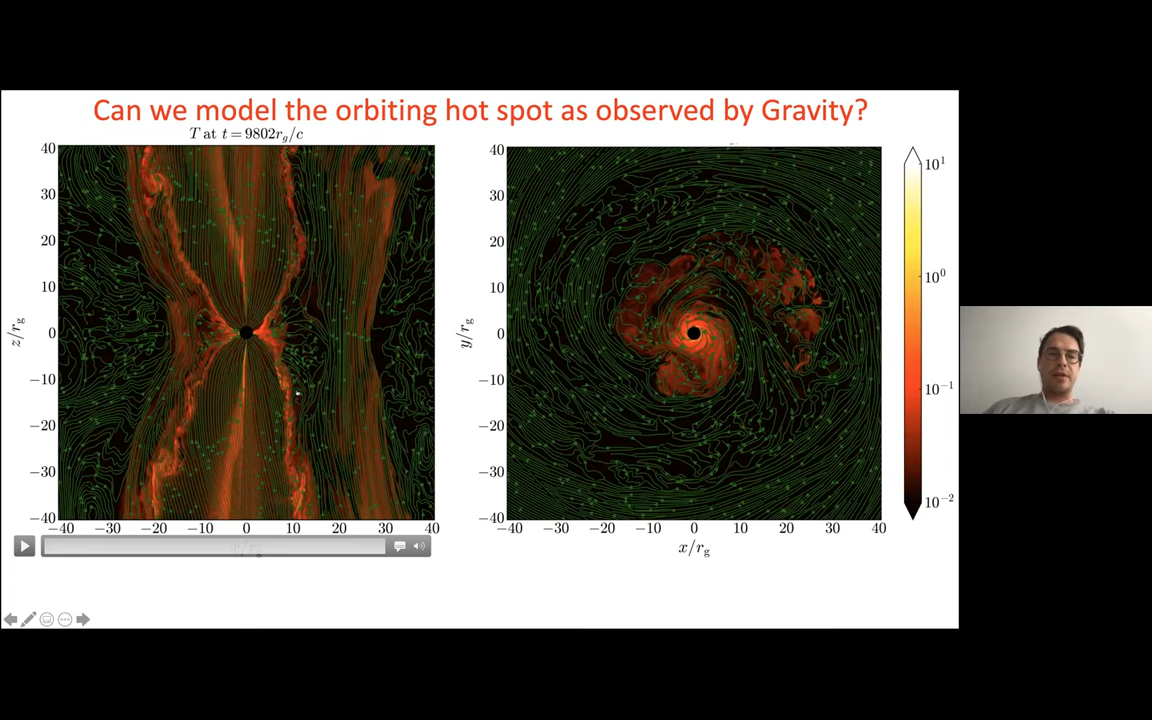 Can we model the orbiting hot spot as observed by Gravity?
T at t = 9802r_g/c
40
30
20
10
0
−10
−20
−30
−40
z/r_g
−40 −30 −20 −10 0 10 20 30 40
x/r_g
40
30
20
10
0
−10
−20
−30
−40
y/r_g
−40 −30 −20 −10 0 10 20 30 40
x/r_g
10^1
10^0
10^−1
10^−2